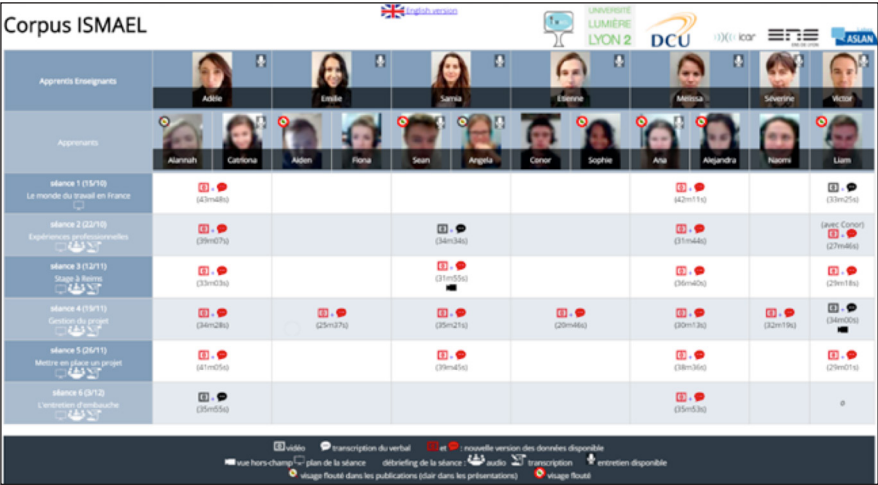 English version
Corpus ISMAEL
UNIVERSITÉ
LUMIÈRE
LYON 2
DCU
icar
ENS
ASLAN
Apprentis Enseignants
Adèle
Emilie
Samia
Etienne
Melissa
Séverine
Victor
Apprenants
Alannah
Catriona
Aiden
Fiona
Sean
Angela
Conor
Sophie
Ana
Alejandra
Naomi
Liam
séance 1 (15/10)
Le monde du travail en France
(43m48s)
(42m11s)
(33m25s)
séance 2 (22/10)
Expériences professionnelles
(39m07s)
(34m34s)
(31m44s)
(avec Conor)
(27m46s)
séance 3 (12/11)
Stage à Reims
(33m03s)
(31m55s)
(36m40s)
(29m18s)
séance 4 (19/11)
Gestion du projet
(34m28s)
(25m37s)
(35m21s)
(20m46s)
(30m13s)
(32m19s)
(34m00s)
séance 5 (26/11)
Mettre en place un projet
(41m05s)
(39m45s)
(38m36s)
(29m01s)
séance 6 (3/12)
L'entretien d'embauche
(35m55s)
(35m53s)
vidéo transcription du verbal et : nouvelle version des données disponible
vue hors-champ plan de la séance débriefing de la séance : audio transcription entretien disponible
visage flouté dans les publications (clair dans les présentations) visage flouté